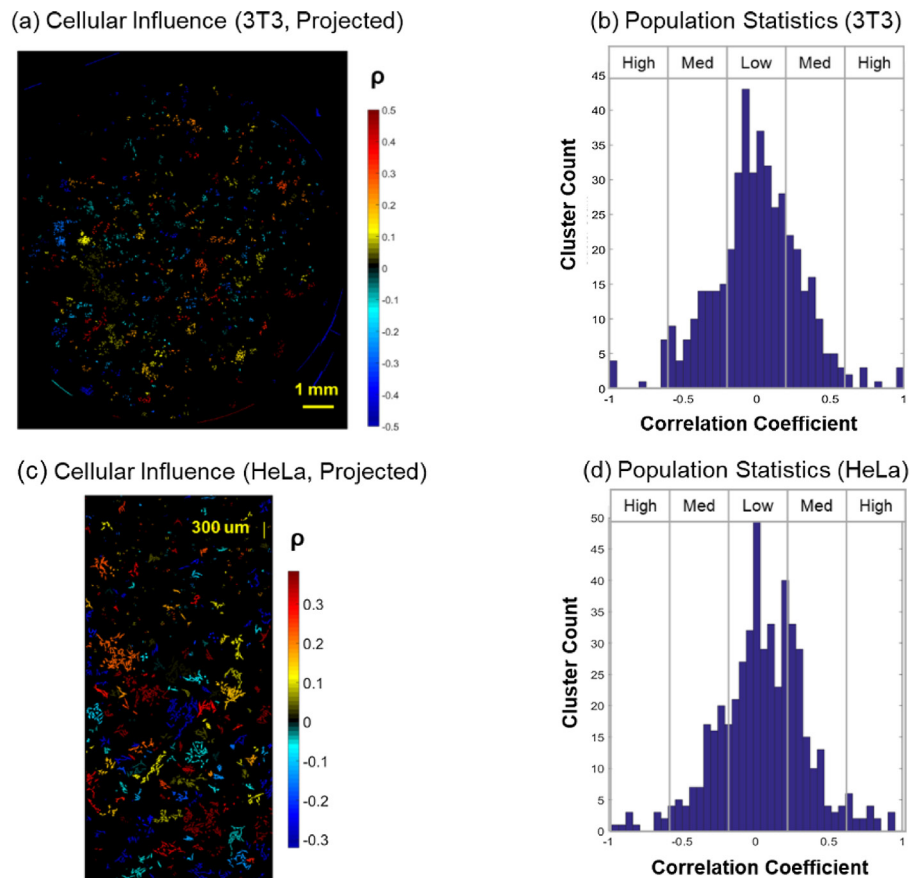 (a) Cellular Influence (3T3, Projected)
ρ
0.5
0.4
0.3
0.2
0.1
0
-0.1
-0.2
-0.3
-0.4
-0.5
1 mm
(b) Population Statistics (3T3)
High Med Low Med High
45
40
35
30
25
20
15
10
5
0
Cluster Count
-1 -0.5 0 0.5 1
Correlation Coefficient
(c) Cellular Influence (HeLa, Projected)
300 um
ρ
0.3
0.2
0.1
0
-0.1
-0.2
-0.3
(d) Population Statistics (HeLa)
High Med Low Med High
50
45
40
35
30
25
20
15
10
5
0
Cluster Count
-1 -0.5 0 0.5 1
Correlation Coefficient